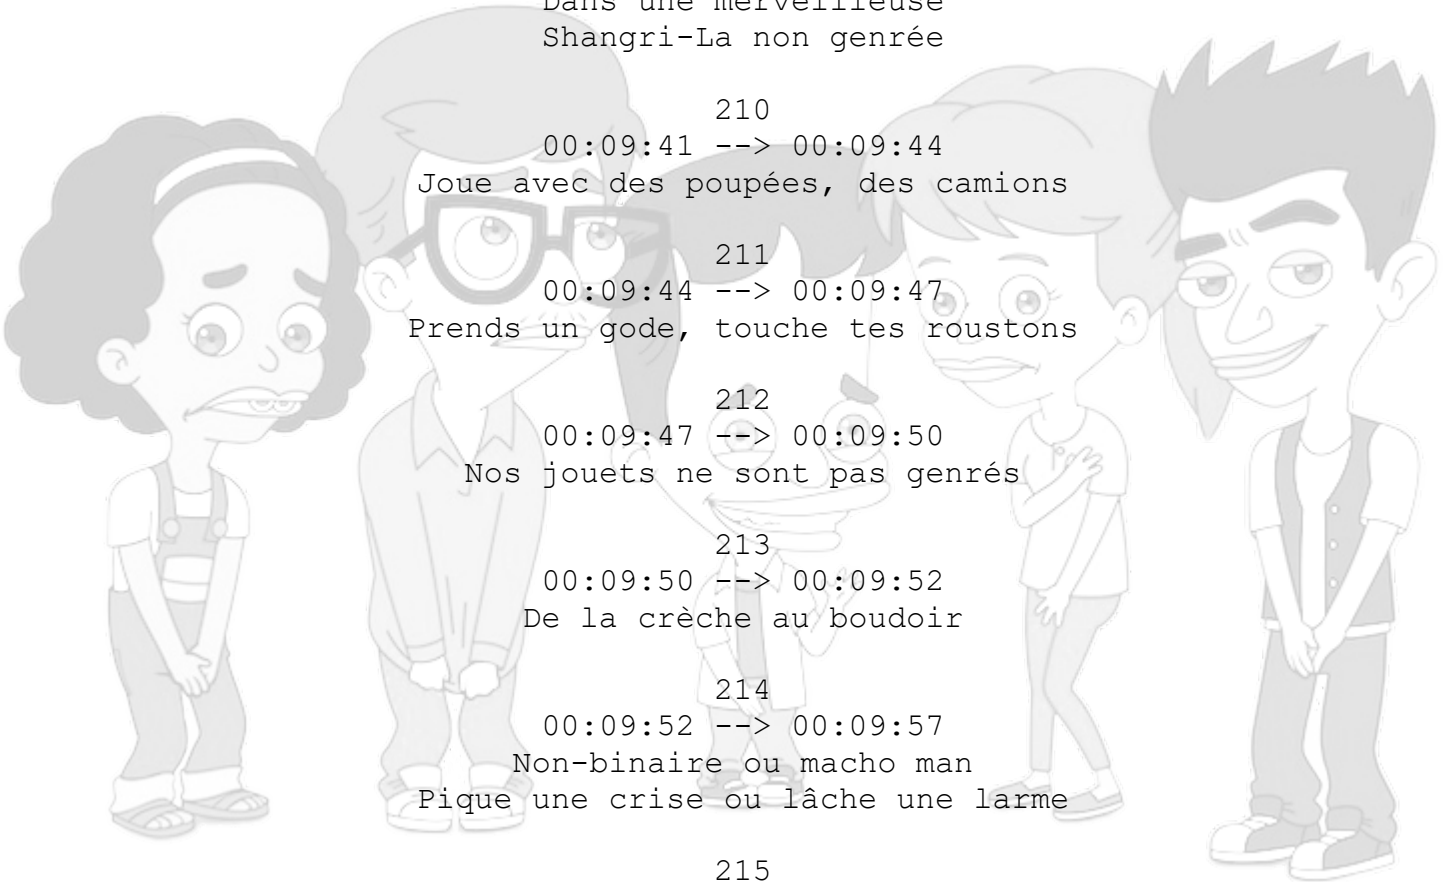 Dans une merveilleuse
Shangri-La non genrée
210
00:09:41 --> 00:09:44
Joue avec des poupées, des camions
211
00:09:44 --> 00:09:47
Prends un gode, touche tes roustons
212
00:09:47 --> 00:09:50
Nos jouets ne sont pas genrés
213
00:09:50 --> 00:09:52
De la crèche au boudoir
214
00:09:52 --> 00:09:57
Non-binaire ou macho man
Pique une crise ou lâche une larme
215